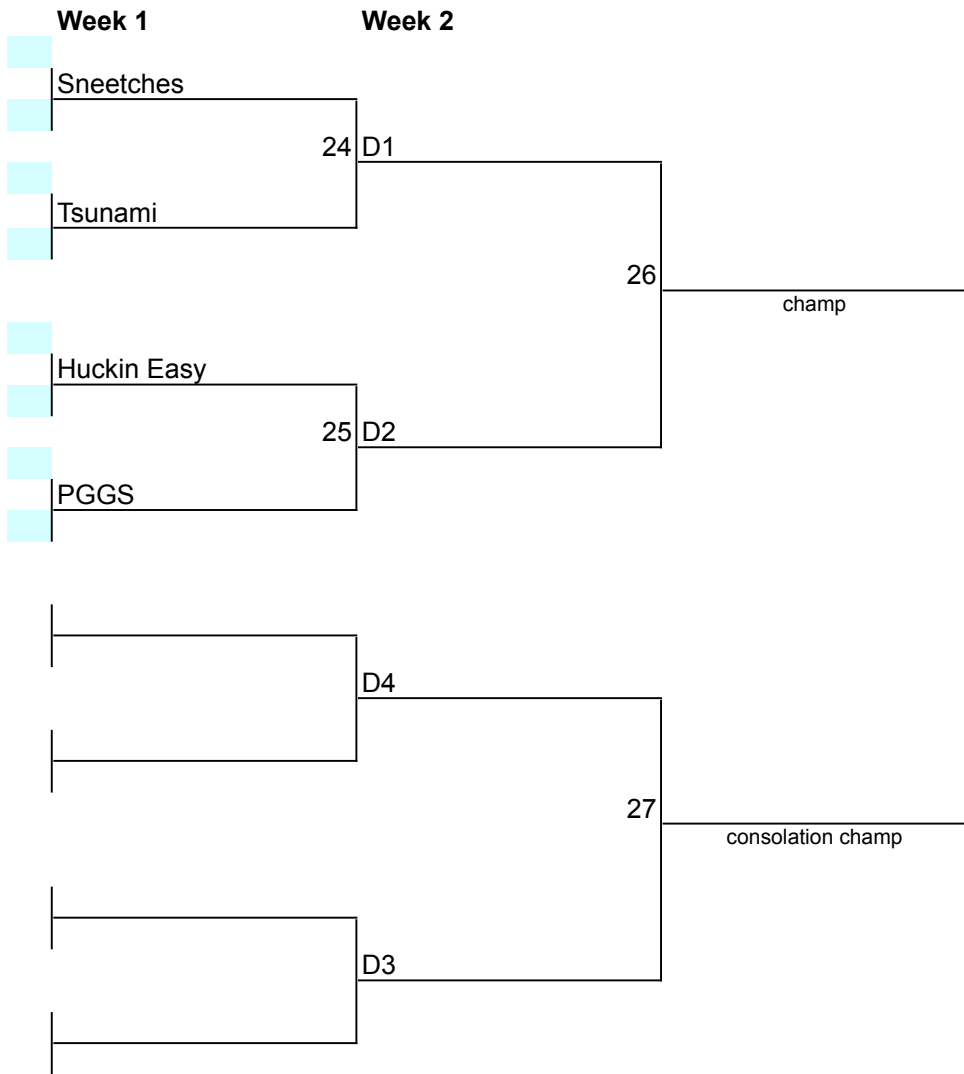 Week 1 Week 2
Sneetches
24 D1
Tsunami
26
champ
Huckin Easy
25 D2
PGGS
D4
27
consolation champ
D3